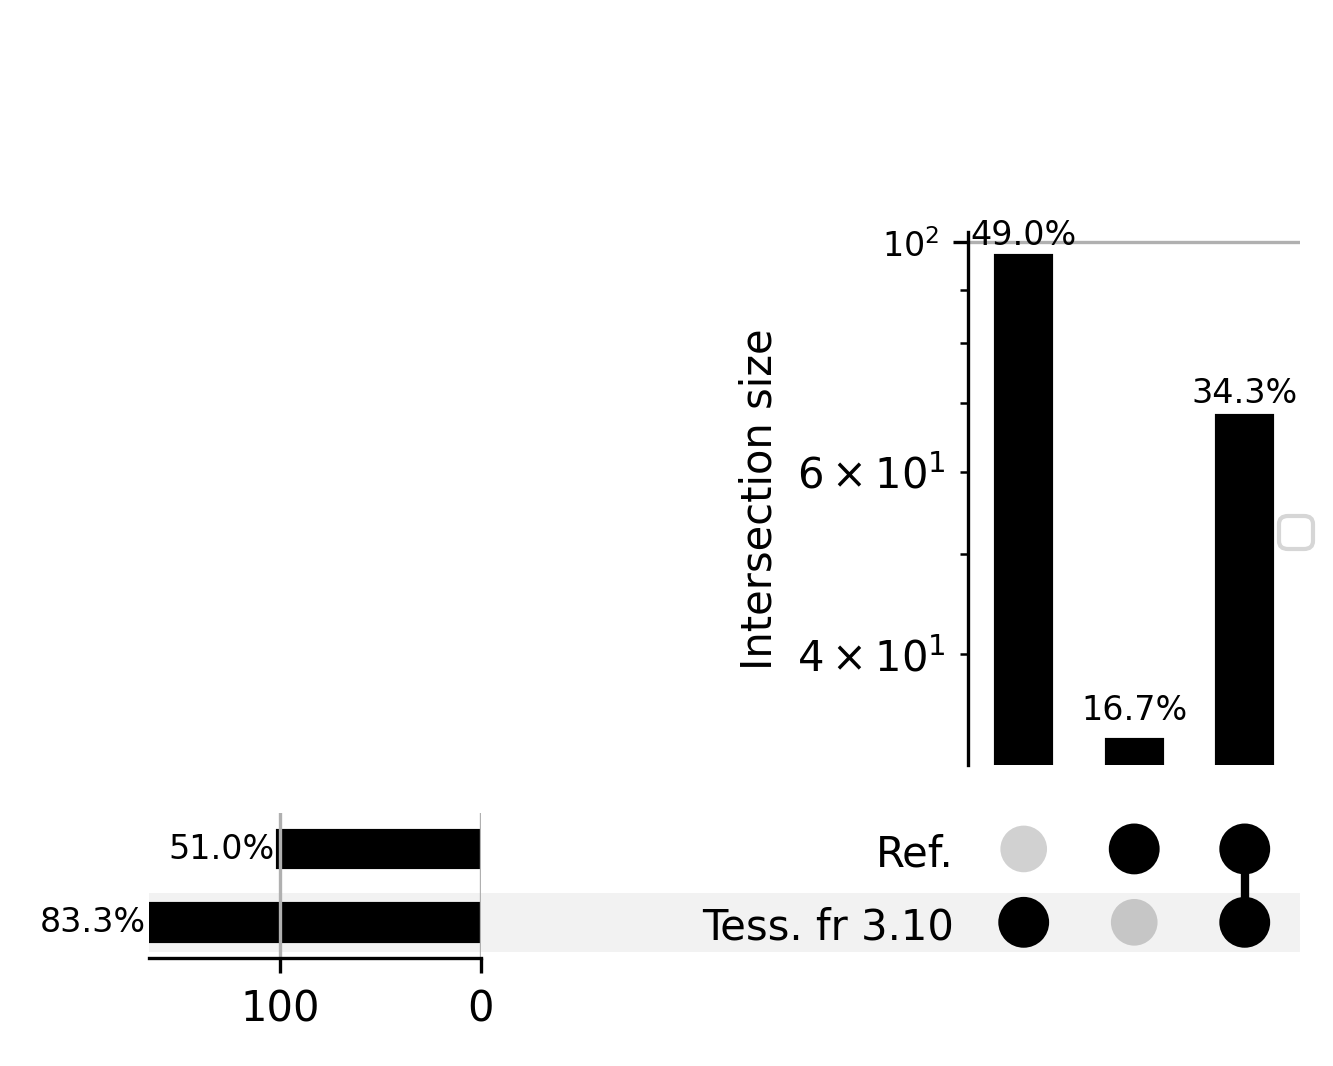 10²
49.0%
34.3%
6 × 10¹
Intersection size
4 × 10¹
16.7%
51.0%
Ref.
83.3%
Tess. fr 3.10
100
0